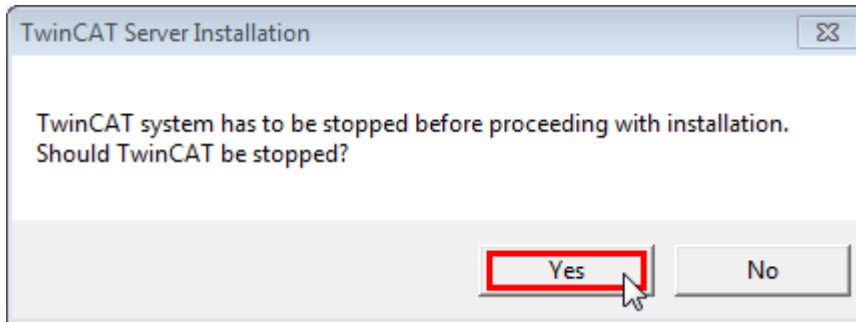 TwinCAT Server Installation
TwinCAT system has to be stopped before proceeding with installation.
Should TwinCAT be stopped?
Yes
No